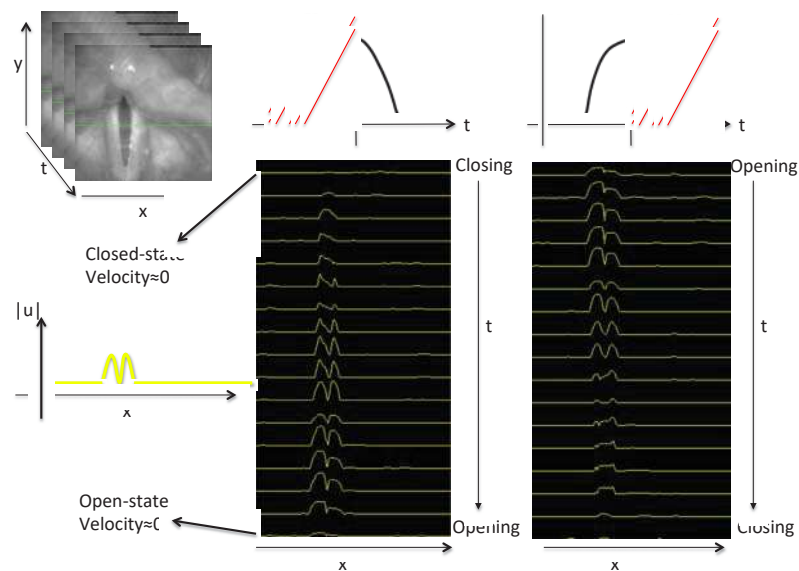 y
t
x
t
t
Closing
Opening
Closed-state
Velocity≈0
t
t
|u|
x
Open-state
Velocity≈0
Opening
Closing
x
x